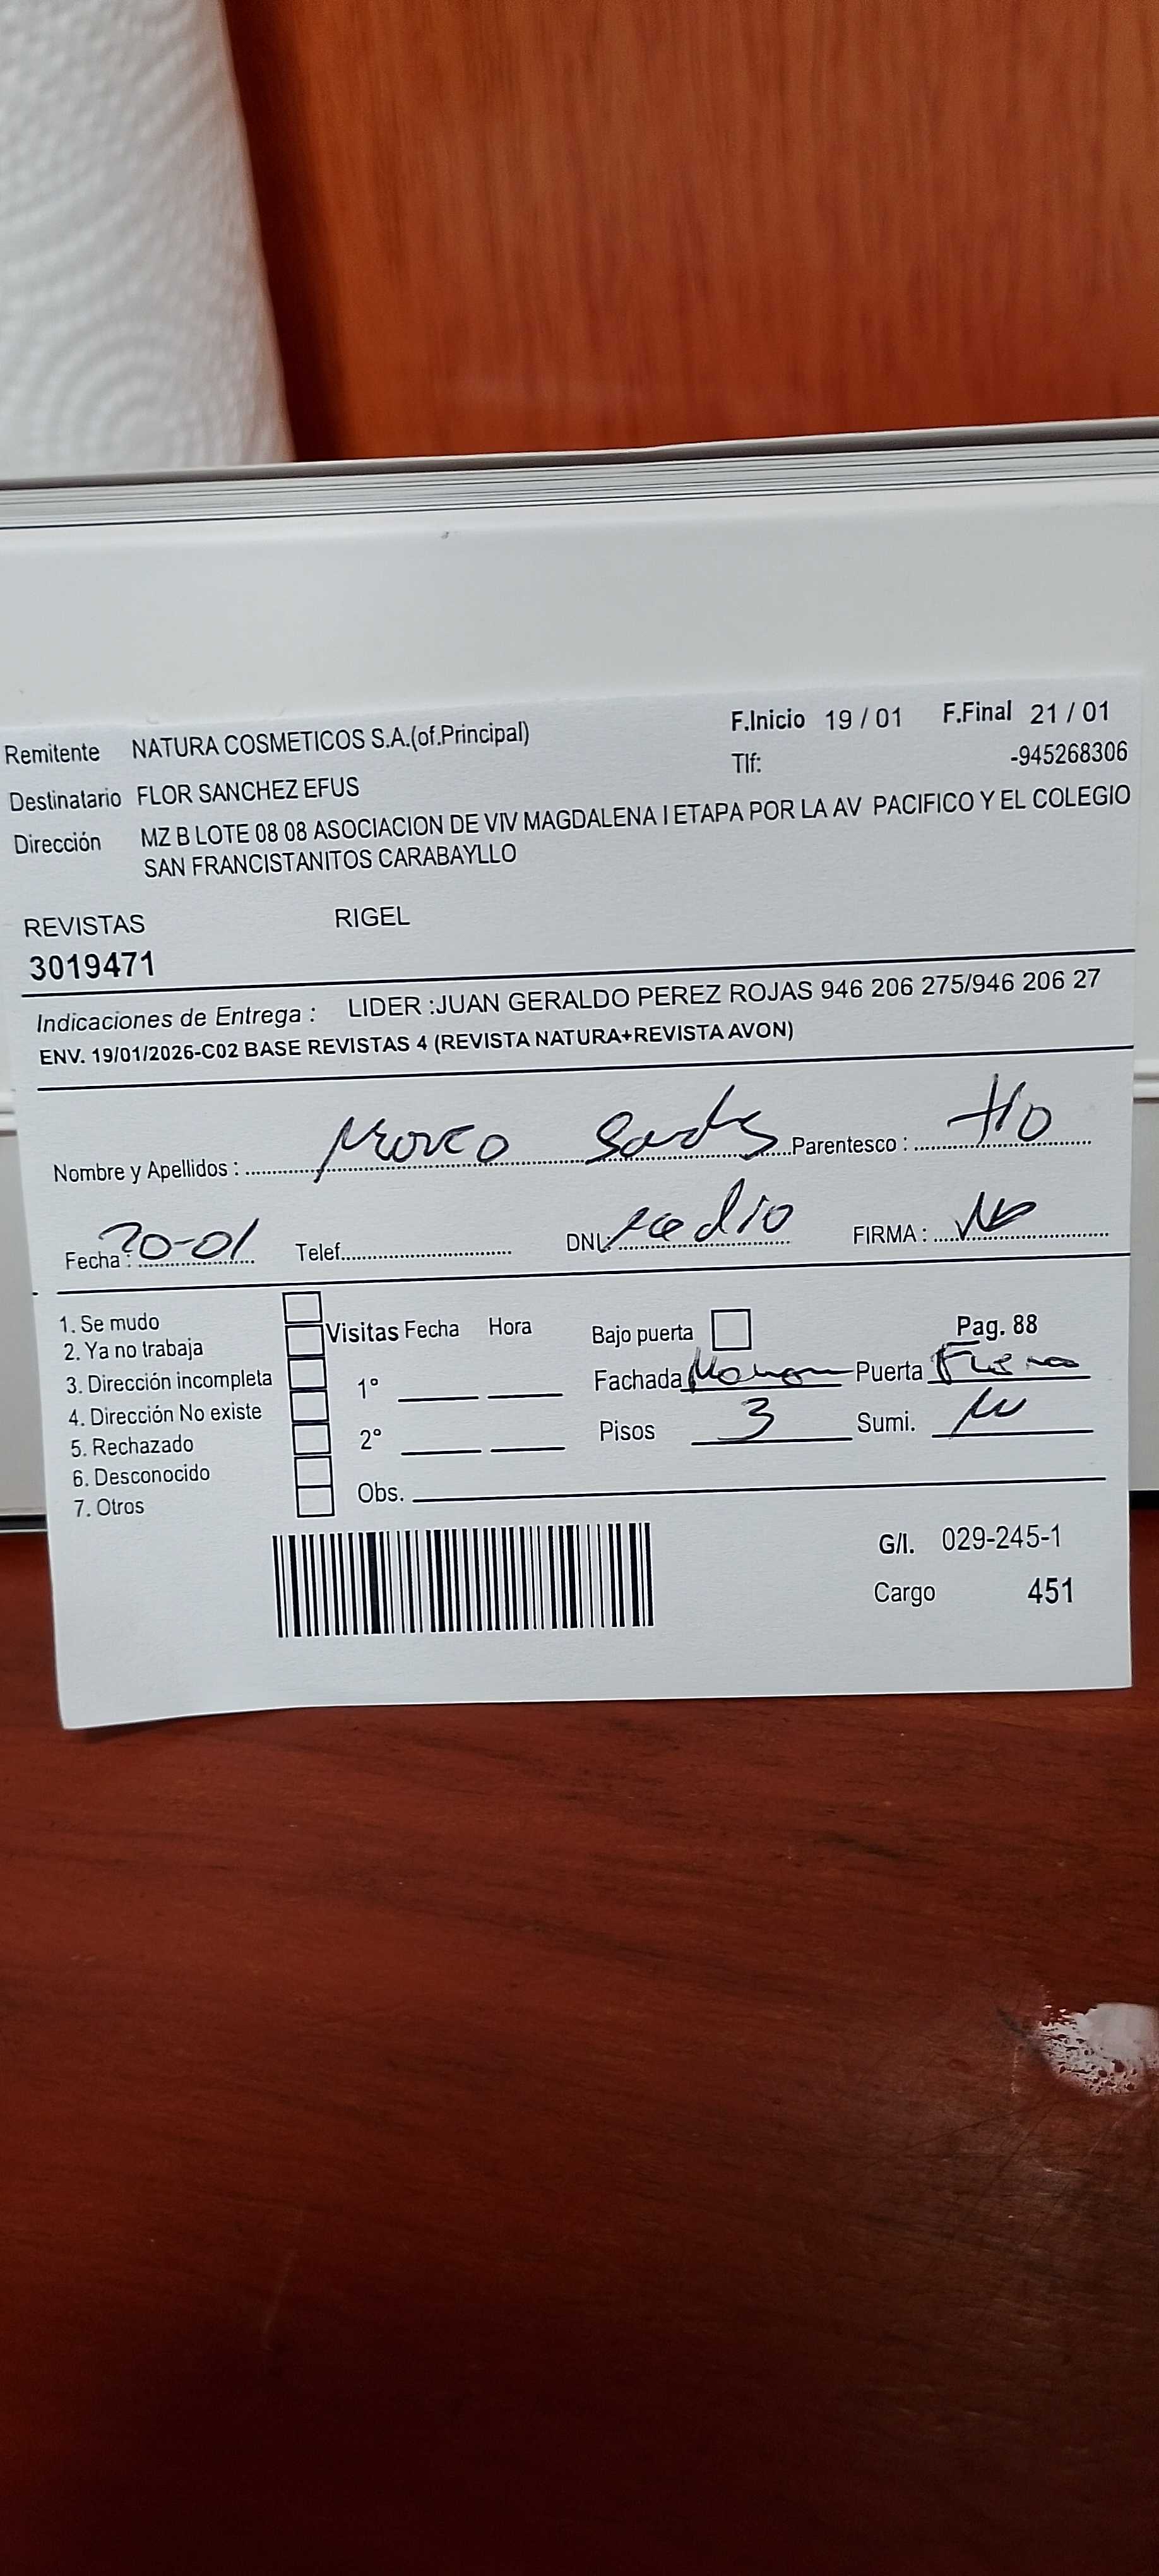 Remitente NATURA COSMETICOS S.A.(of.Principal) F.Inicio 19 / 01 F.Final 21 / 01
Tlf: -945268306
Destinatario FLOR SANCHEZ EFUS
Dirección MZ B LOTE 08 08 ASOCIACION DE VIV MAGDALENA I ETAPA POR LA AV PACIFICO Y EL COLEGIO
SAN FRANCISTANITOS CARABAYLLO
REVISTAS RIGEL
3019471
Indicaciones de Entrega : LIDER :JUAN GERALDO PEREZ ROJAS 946 206 275/946 206 27
ENV. 19/01/2026-C02 BASE REVISTAS 4 (REVISTA NATURA+REVISTA AVON)
Nombre y Apellidos : Marco Parentesco :
Fecha : 20-01 Telef. DNI: FIRMA :
1. Se mudo
2. Ya no trabaja
3. Dirección incompleta
4. Dirección No existe
5. Rechazado
6. Desconocido
7. Otros
Visitas Fecha Hora
1°
2°
Obs.
Bajo puerta Pag. 88
Fachada Puerta
Pisos 3 Sumi.
G/I. 029-245-1
Cargo 451